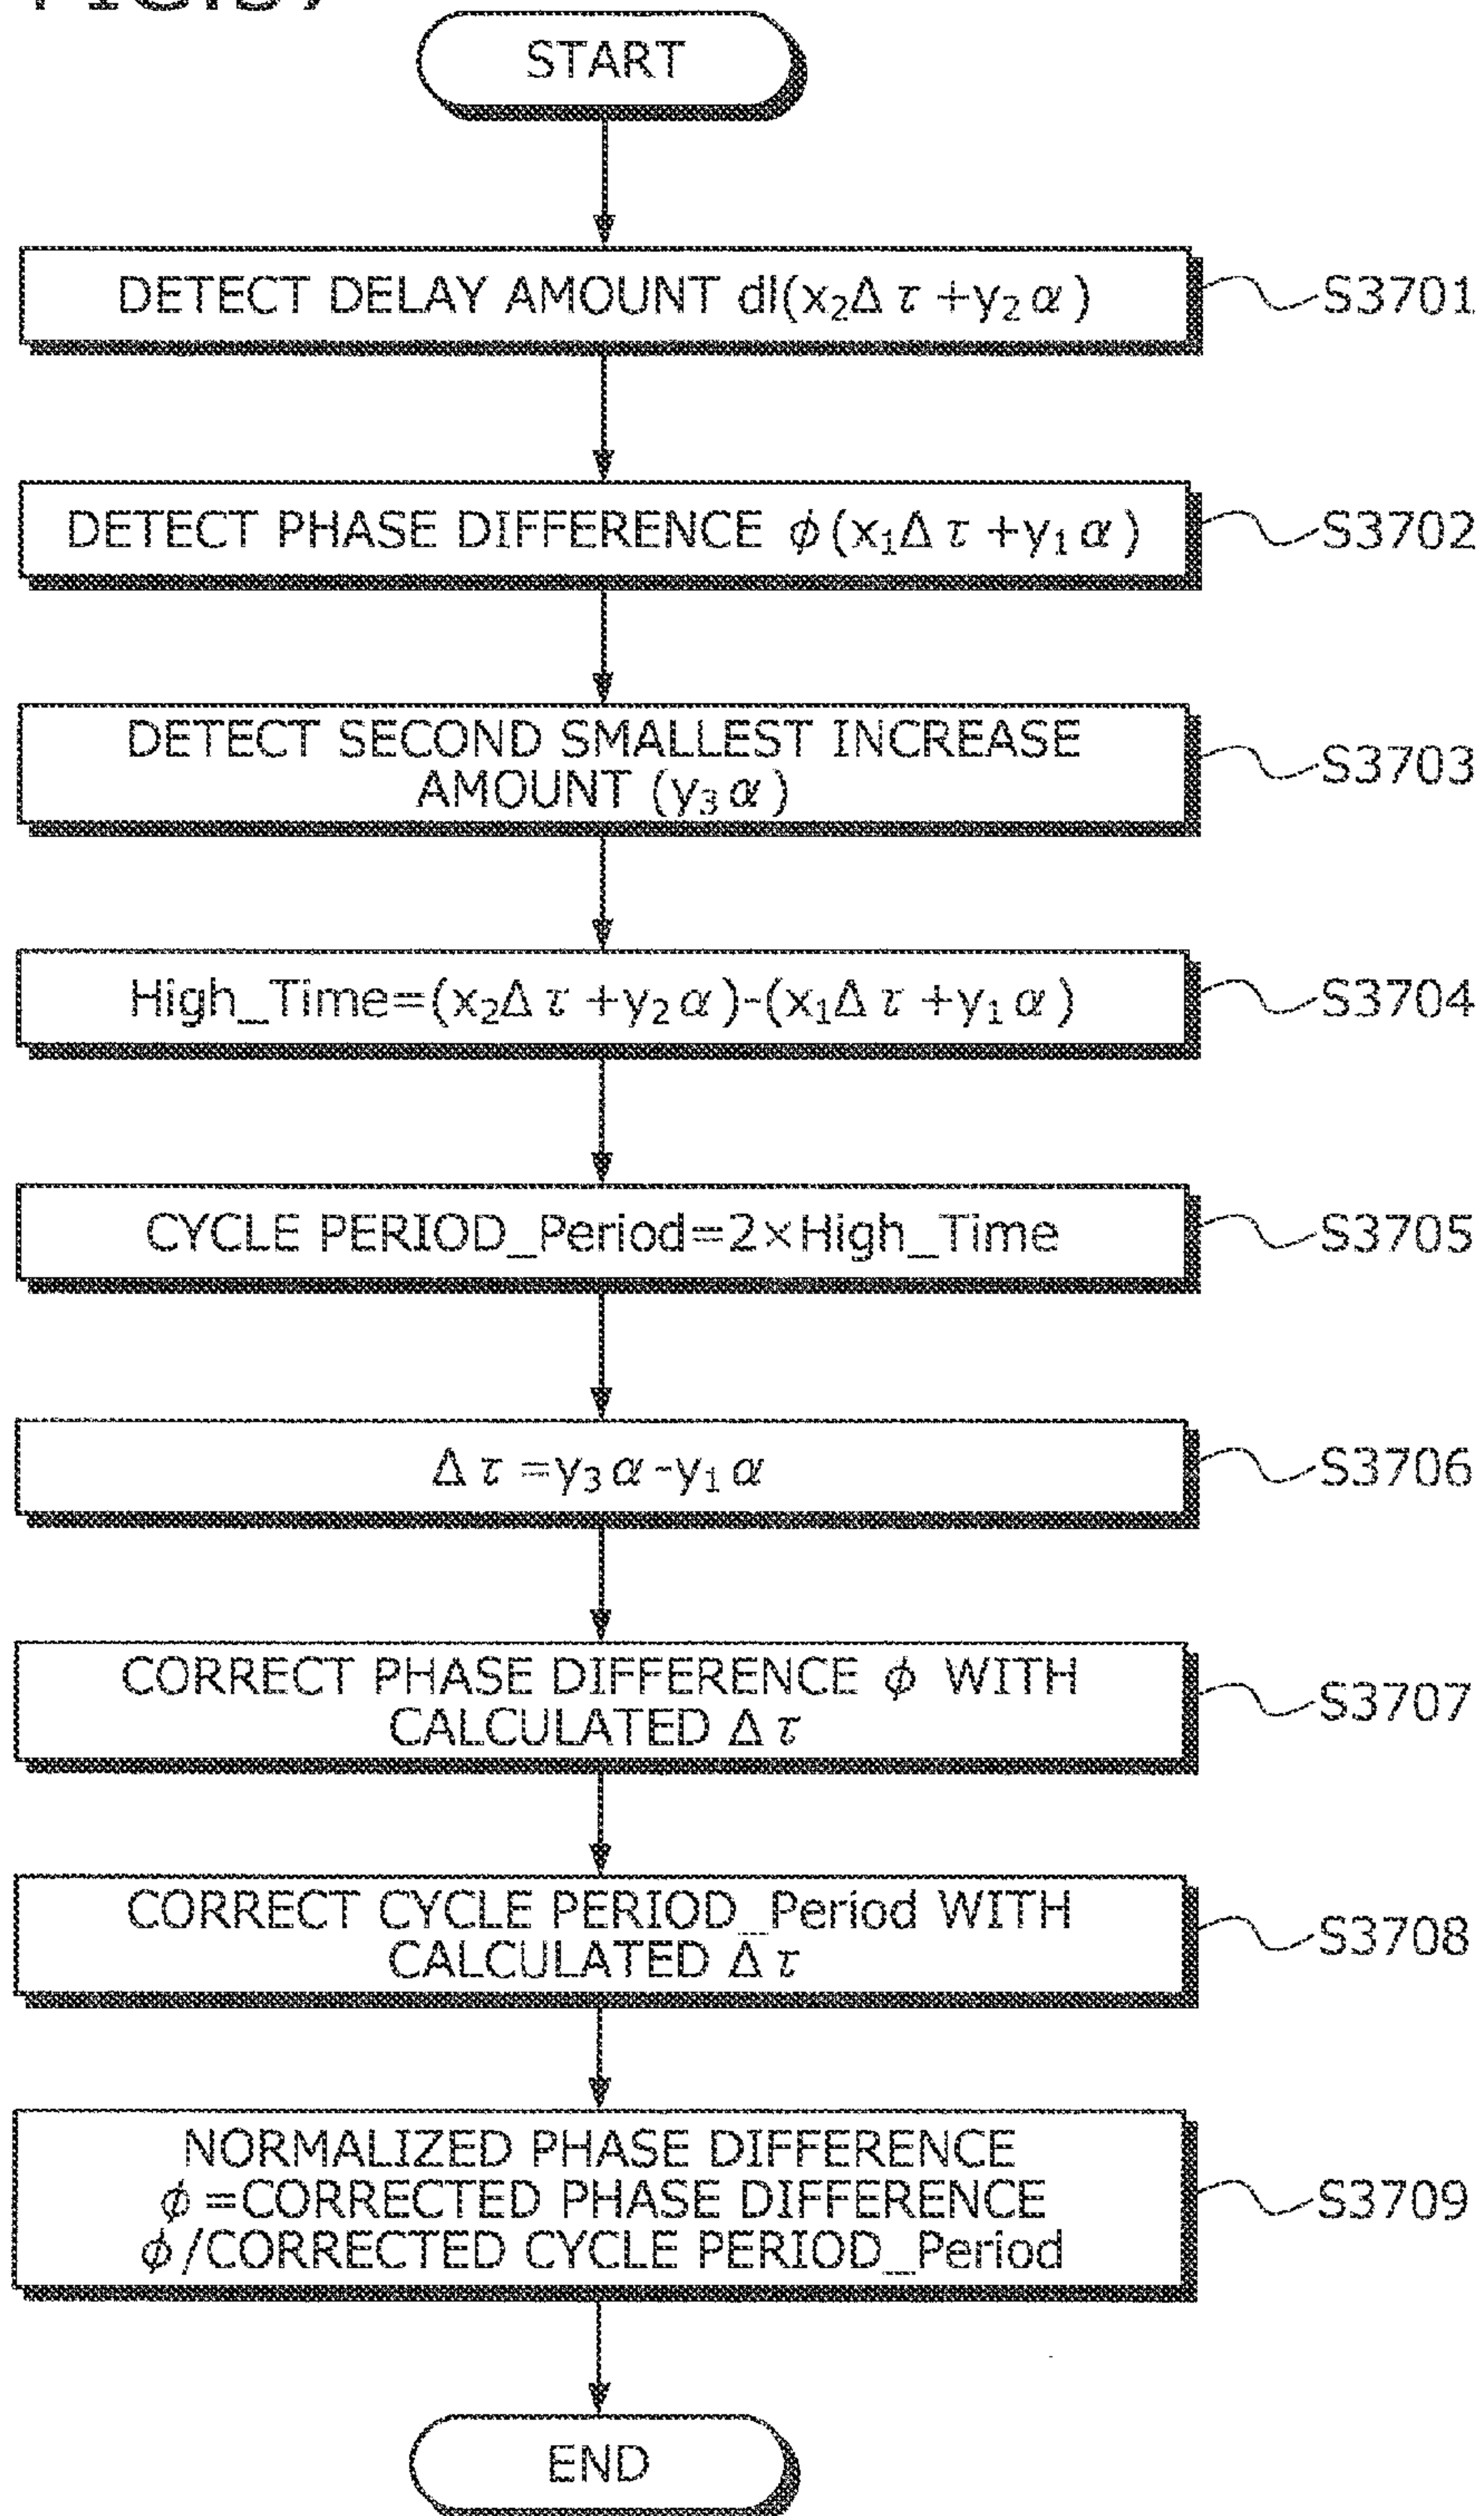 START
DETECT DELAY AMOUNT dl(x₂Δτ+y₂α)
S3701
DETECT PHASE DIFFERENCE ϕ(x₁Δτ+y₁α)
S3702
DETECT SECOND SMALLEST INCREASE
AMOUNT (y₃α)
S3703
High_Time=(x₂Δτ+y₂α)-(x₁Δτ+y₁α)
S3704
CYCLE PERIOD_Period=2×High_Time
S3705
Δτ=y₃α-y₁α
S3706
CORRECT PHASE DIFFERENCE ϕ WITH
CALCULATED Δτ
S3707
CORRECT CYCLE PERIOD_Period WITH
CALCULATED Δτ
S3708
NORMALIZED PHASE DIFFERENCE
ϕ=CORRECTED PHASE DIFFERENCE
ϕ/CORRECTED CYCLE PERIOD_Period
S3709
END